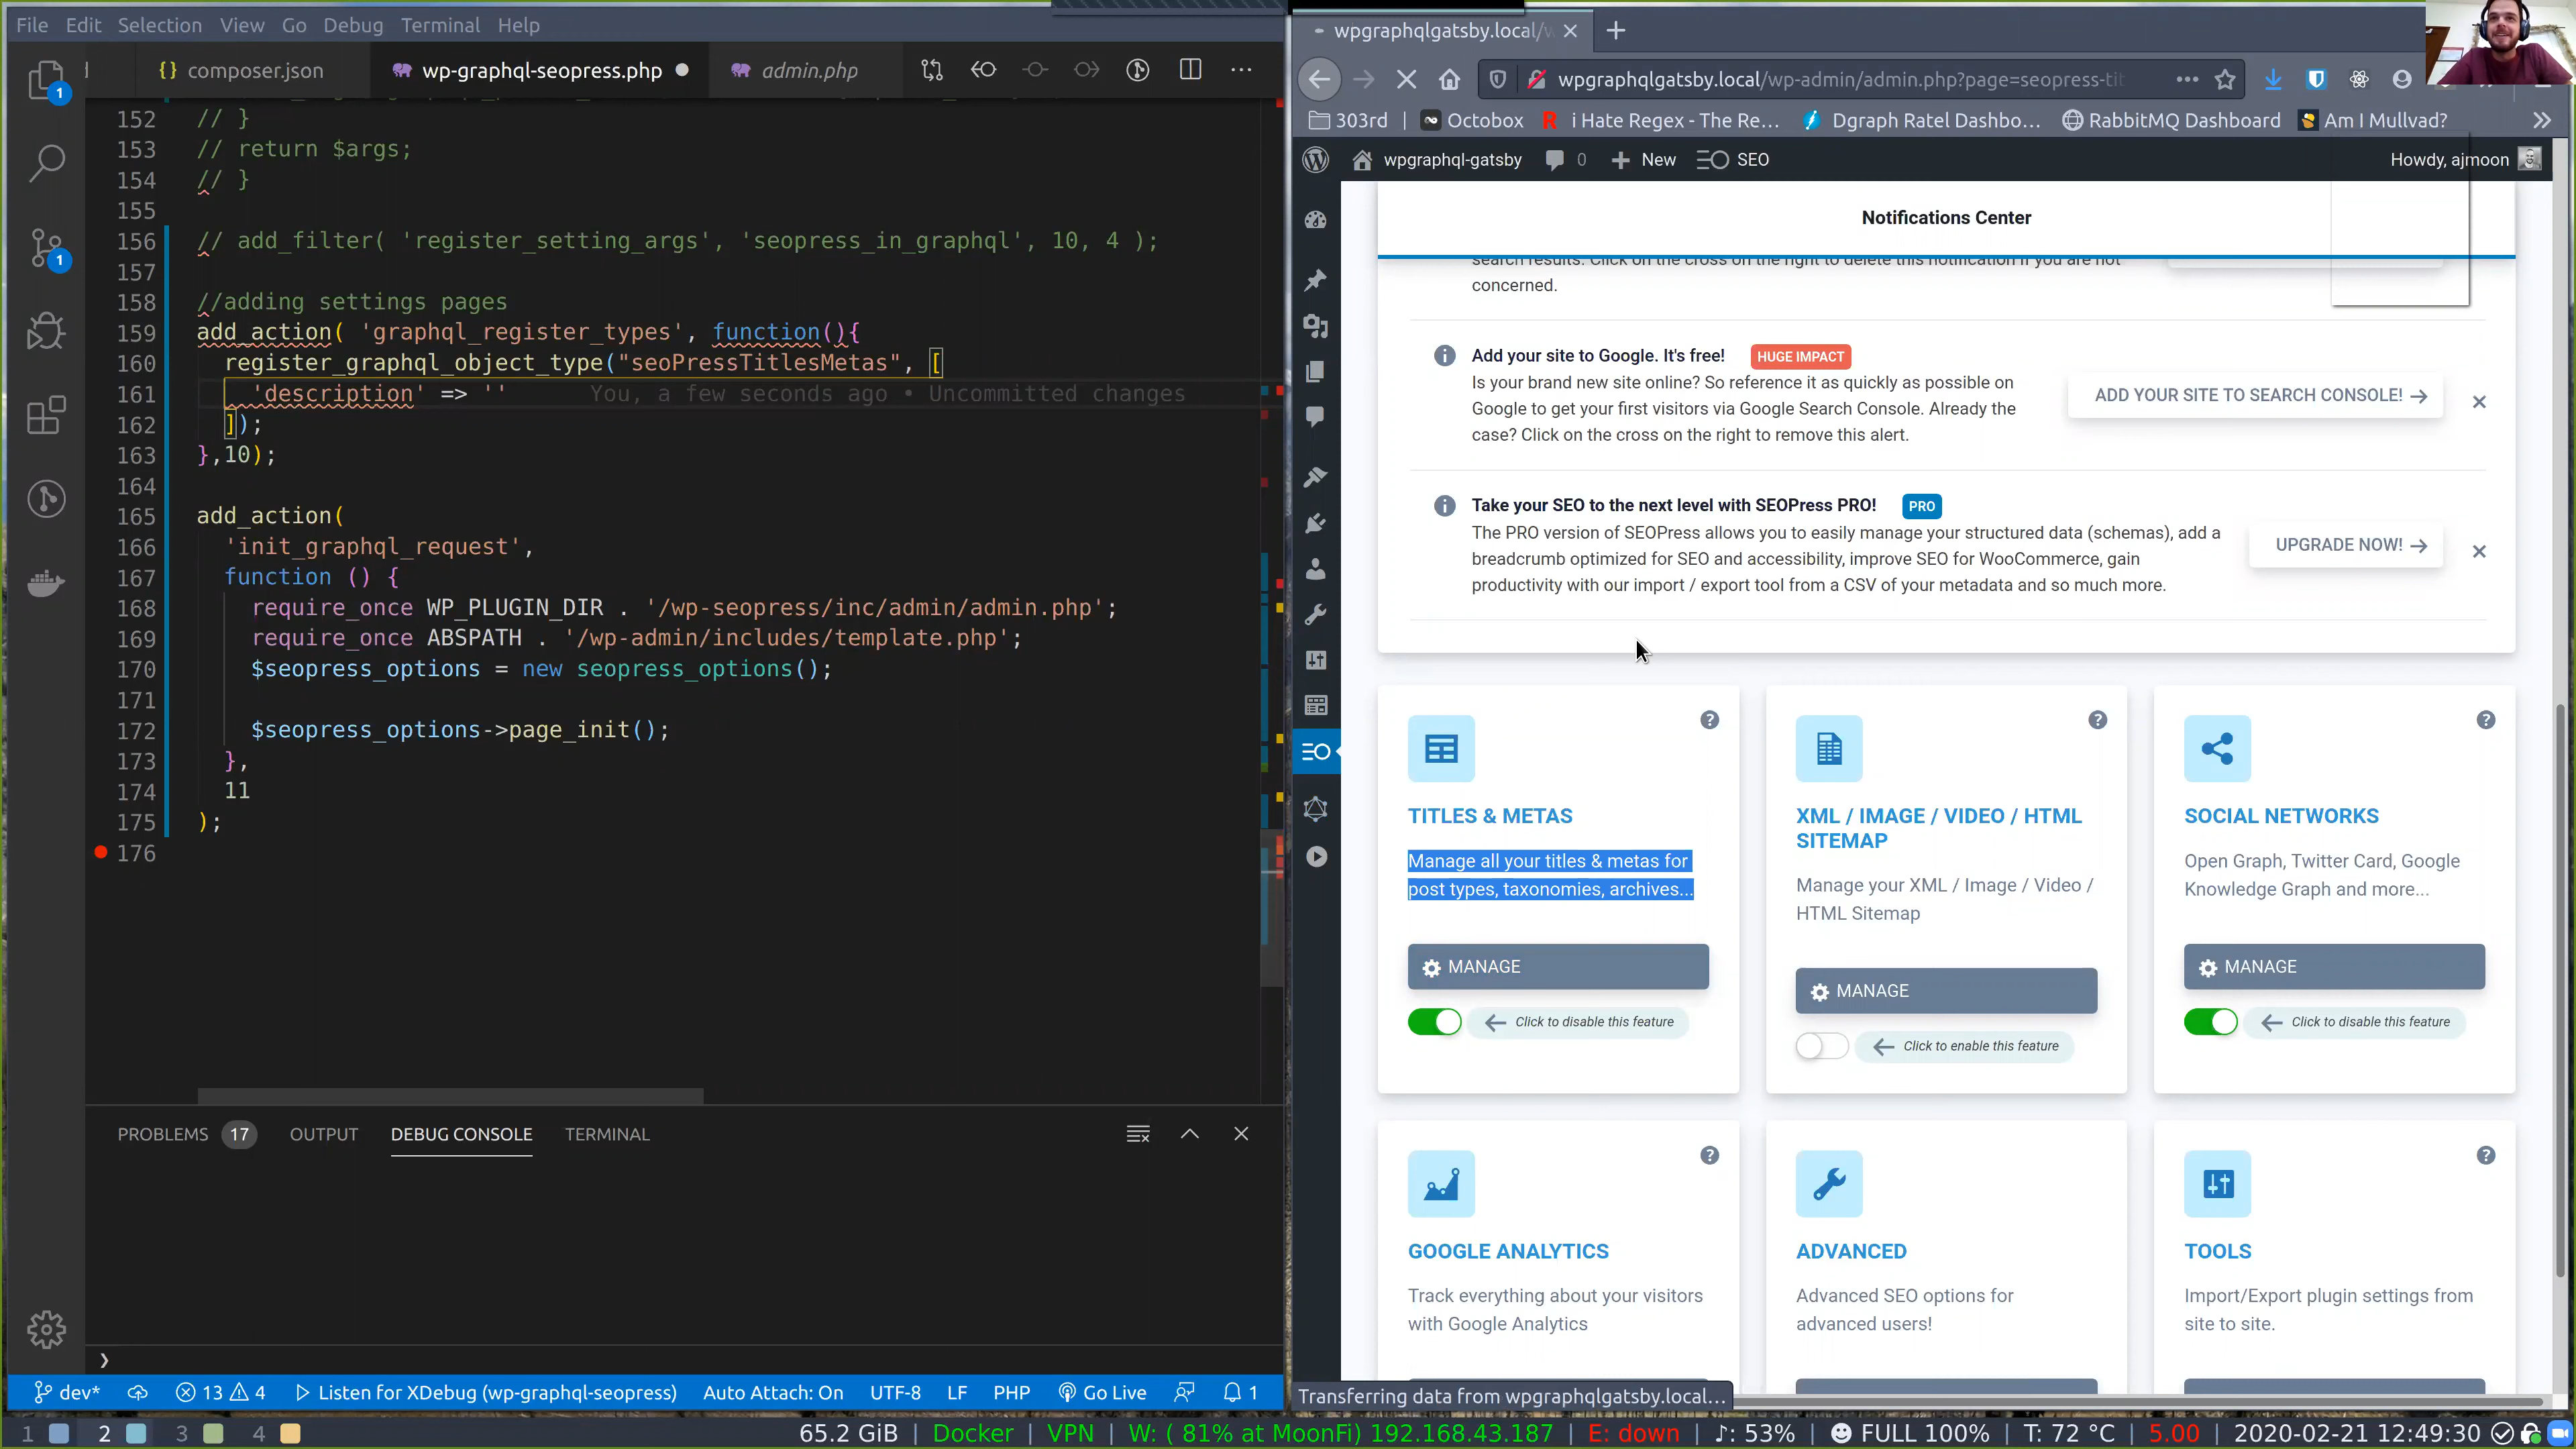 File Edit Selection View Go Debug Terminal Help
composer.json
wp-graphql-seopress.php
admin.php
152 // }
153 // return $args;
154 // }
155
156 // add_filter( 'register_setting_args', 'seopress_in_graphql', 10, 4 );
157
158 //adding settings pages
159 add_action( 'graphql_register_types', function(){
160 register_graphql_object_type("seoPressTitlesMetas", [
161 'description' => '' You, a few seconds ago • Uncommitted changes
162 ]);
163 },10);
164
165 add_action(
166 'init_graphql_request',
167 function () {
168 require_once WP_PLUGIN_DIR . '/wp-seopress/inc/admin/admin.php';
169 require_once ABSPATH . '/wp-admin/includes/template.php';
170 $seopress_options = new seopress_options();
171
172 $seopress_options->page_init();
173 },
174 11
175 );
176
PROBLEMS 17 OUTPUT DEBUG CONSOLE TERMINAL
dev* 13 4 Listen for XDebug (wp-graphql-seopress) Auto Attach: On UTF-8 LF PHP Go Live 1
wpgraphqlgatsby.local/
wpgraphqlgatsby.local/wp-admin/admin.php?page=seopress-tit
303rd | Octobox i Hate Regex - The Re... Dgraph Ratel Dashbo... RabbitMQ Dashboard Am I Mullvad?
wpgraphql-gatsby 0 New SEO
Howdy, ajmoon
Notifications Center
search results. Click on the cross on the right to delete this notification if you are not
concerned.
Add your site to Google. It's free! HUGE IMPACT
Is your brand new site online? So reference it as quickly as possible on
Google to get your first visitors via Google Search Console. Already the
case? Click on the cross on the right to remove this alert.
ADD YOUR SITE TO SEARCH CONSOLE!
Take your SEO to the next level with SEOPress PRO! PRO
The PRO version of SEOPress allows you to easily manage your structured data (schemas), add a
breadcrumb optimized for SEO and accessibility, improve SEO for WooCommerce, gain
productivity with our import / export tool from a CSV of your metadata and so much more.
UPGRADE NOW!
TITLES & METAS
Manage all your titles & metas for
post types, taxonomies, archives...
MANAGE
Click to disable this feature
XML / IMAGE / VIDEO / HTML
SITEMAP
Manage your XML / Image / Video /
HTML Sitemap
MANAGE
Click to enable this feature
SOCIAL NETWORKS
Open Graph, Twitter Card, Google
Knowledge Graph and more...
MANAGE
Click to disable this feature
GOOGLE ANALYTICS
Track everything about your visitors
with Google Analytics
ADVANCED
Advanced SEO options for
advanced users!
TOOLS
Import/Export plugin settings from
site to site.
Transferring data from wpgraphqlgatsby.local...
1 2 3 4
65.2 GiB | Docker | VPN | W: ( 81% at MoonFi) 192.168.43.187 | E: down | ♪: 53% | FULL 100% | T: 72 °C | 5.00 | 2020-02-21 12:49:30